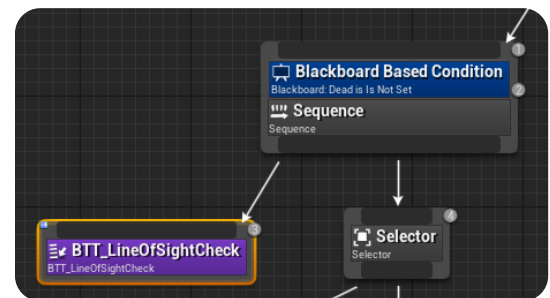 1
Blackboard Based Condition
Blackboard: Dead is Is Not Set
2
Sequence
Sequence
3
BTT_LineOfSightCheck
BTT_LineOfSightCheck
4
Selector
Selector